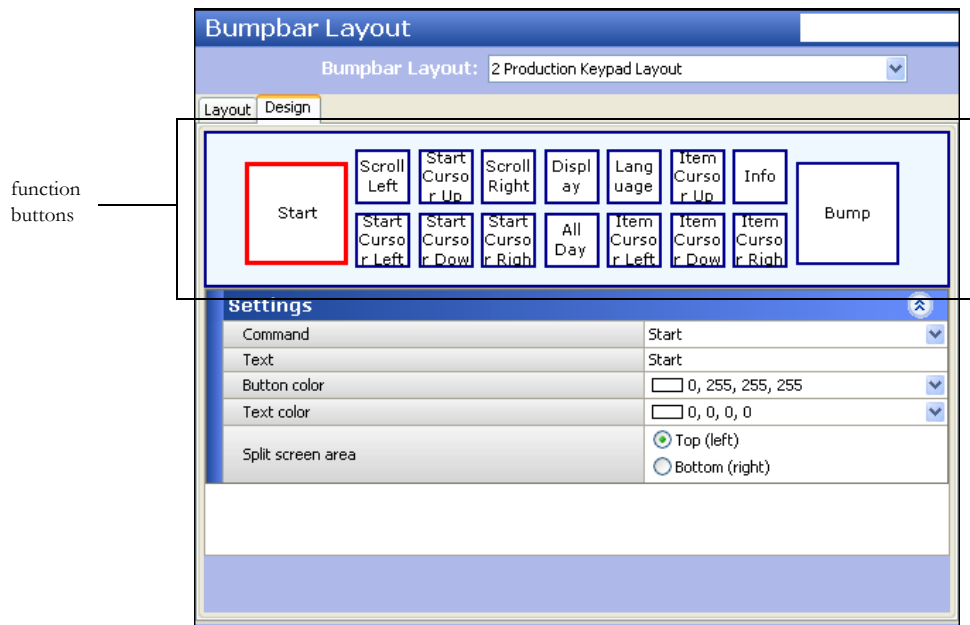 Bumpbar Layout
Bumpbar Layout: 2 Production Keypad Layout
Layout Design
function
buttons
Start
Scroll
Left
Start
Curso
r Up
Scroll
Right
Displ
ay
Lang
uage
Item
Curso
r Up
Info
Bump
Start
Curso
r Left
Start
Curso
r Dow
Start
Curso
r Righ
All
Day
Item
Curso
r Left
Item
Curso
r Dow
Item
Curso
r Righ
Settings
Command Start
Text Start
Button color 0, 255, 255, 255
Text color 0, 0, 0, 0
Split screen area
Top (left)
Bottom (right)